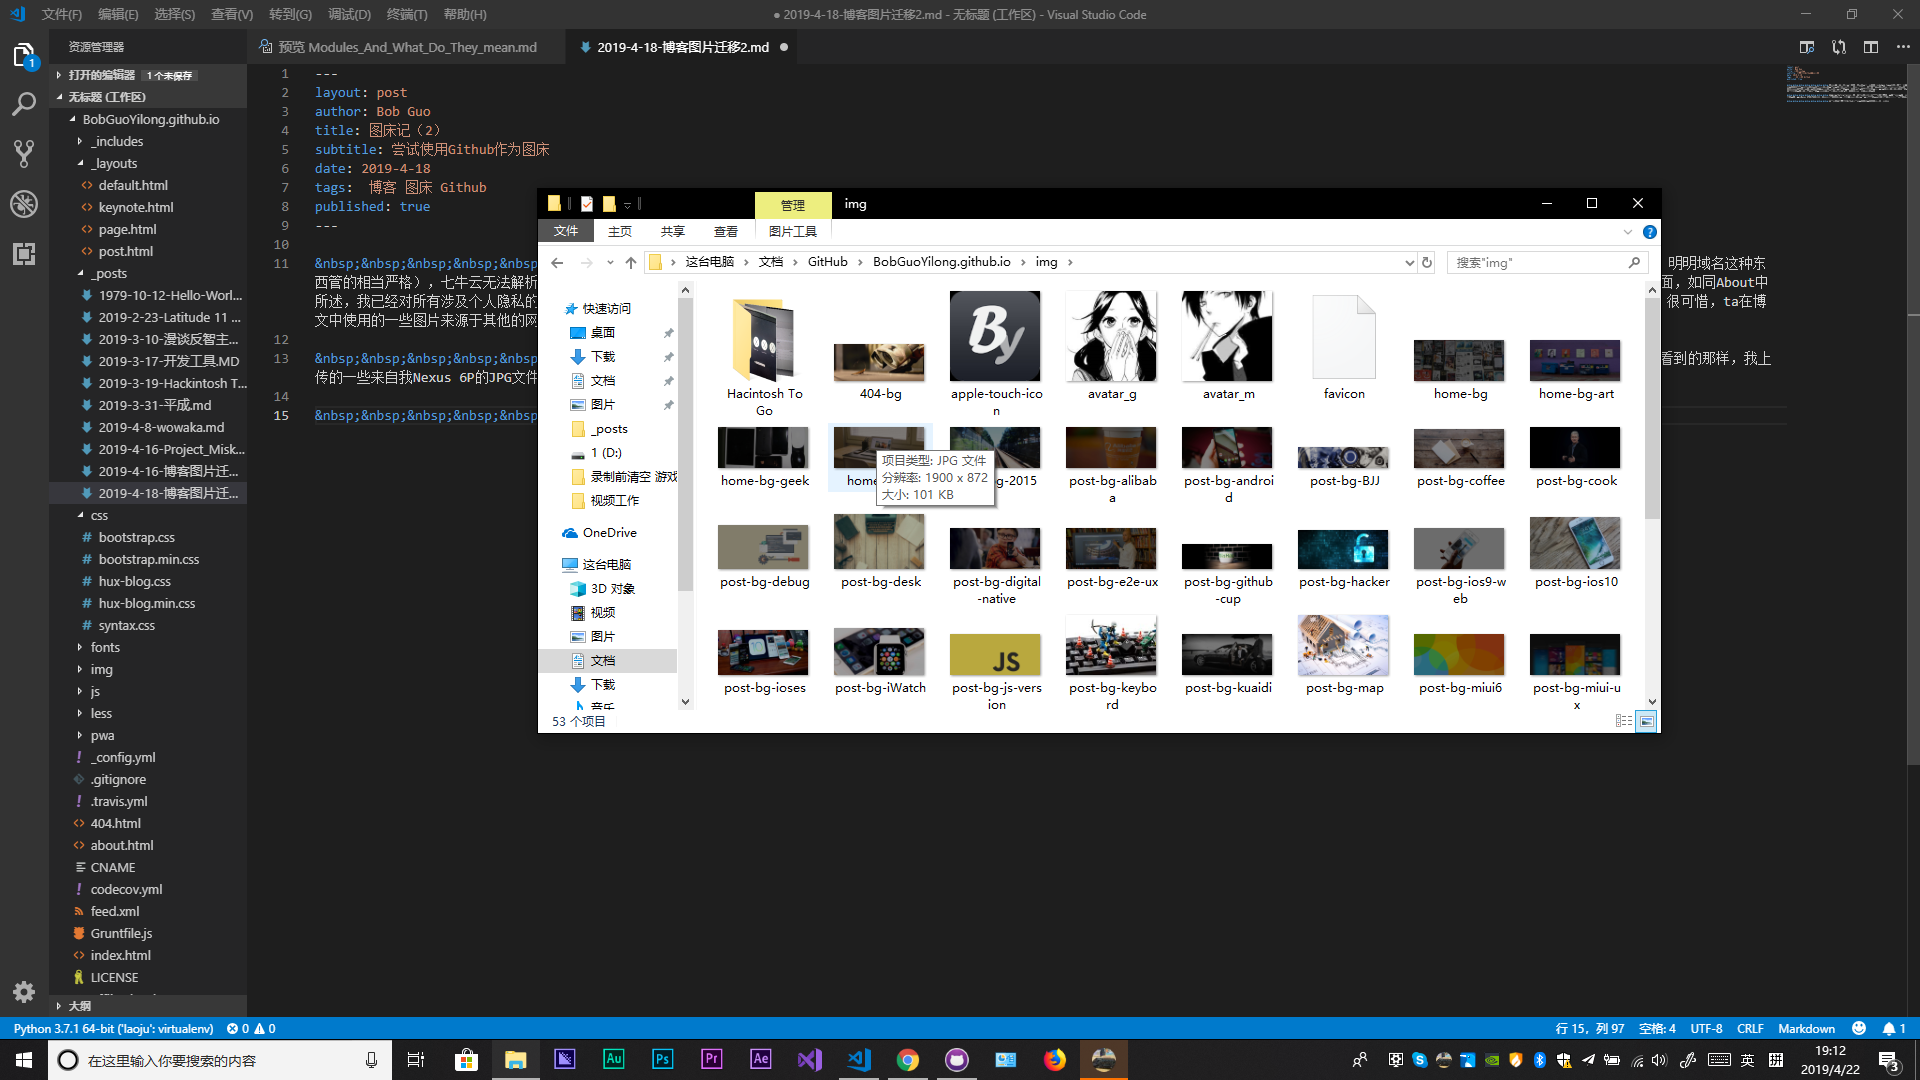 文件(F) 编辑(E) 选择(S) 查看(V) 转到(G) 调试(D) 终端(T) 帮助(H)
● 2019-4-18-博客图片迁移2.md - 无标题 (工作区) - Visual Studio Code
资源管理器
预览 Modules_And_What_Do_They_mean.md
2019-4-18-博客图片迁移2.md
1
打开的编辑器 1 个未保存
无标题 (工作区)
BobGuoYilong.github.io
_includes
_layouts
default.html
keynote.html
page.html
post.html
_posts
1979-10-12-Hello-Worl...
2019-2-23-Latitude 11 ...
2019-3-10-漫谈反智主...
2019-3-17-开发工具.MD
2019-3-19-Hackintosh T...
2019-3-31-平成.md
2019-4-8-wowaka.md
2019-4-16-Project_Misk...
2019-4-16-博客图片迁...
2019-4-18-博客图片迁...
css
bootstrap.css
bootstrap.min.css
hux-blog.css
hux-blog.min.css
syntax.css
fonts
img
js
less
pwa
_config.yml
.gitignore
.travis.yml
404.html
about.html
CNAME
codecov.yml
feed.xml
Gruntfile.js
index.html
LICENSE
大纲
1 ---
2 layout: post
3 author: Bob Guo
4 title: 图床记（2）
5 subtitle: 尝试使用Github作为图床
6 date: 2019-4-18
7 tags:  博客 图床 Github
8 published: true
9 ---
10
11 &nbsp;&nbsp;&nbsp;&nbsp;&nbsp 明明域名这种东
西管的相当严格），七牛云无法解析 面，如同About中
所述，我已经对所有涉及个人隐私的 很可惜，ta在博
文中使用的一些图片来源于其他的网
12
13 &nbsp;&nbsp;&nbsp;&nbsp;&nbsp 看到的那样，我上
传的一些来自我Nexus 6P的JPG文件
14
15 &nbsp;&nbsp;&nbsp;&nbsp;&nbsp
管理 img
文件 主页 共享 查看 图片工具
这台电脑 文档 GitHub BobGuoYilong.github.io img
搜索"img"
快速访问
桌面
下载
文档
图片
_posts
1 (D:)
录制前清空 游戏
视频工作
OneDrive
这台电脑
3D 对象
视频
图片
文档
下载
音乐
Hacintosh To Go
404-bg
apple-touch-icon
avatar_g
avatar_m
favicon
home-bg
home-bg-art
home-bg-geek
home
g-2015
post-bg-alibaba
post-bg-android
post-bg-BJJ
post-bg-coffee
post-bg-cook
项目类型: JPG 文件
分辨率: 1900 x 872
大小: 101 KB
post-bg-debug
post-bg-desk
post-bg-digital-native
post-bg-e2e-ux
post-bg-github-cup
post-bg-hacker
post-bg-ios9-web
post-bg-ios10
post-bg-ioses
post-bg-iWatch
post-bg-js-version
post-bg-keybord
post-bg-kuaidi
post-bg-map
post-bg-miui6
post-bg-miui-ux
By
JS
53 个项目
Python 3.7.1 64-bit ('laoju': virtualenv) 0 0
行 15，列 97 空格: 4 UTF-8 CRLF Markdown 1
在这里输入你要搜索的内容
Au Ps Pr Ae
英
19:12
2019/4/22
3